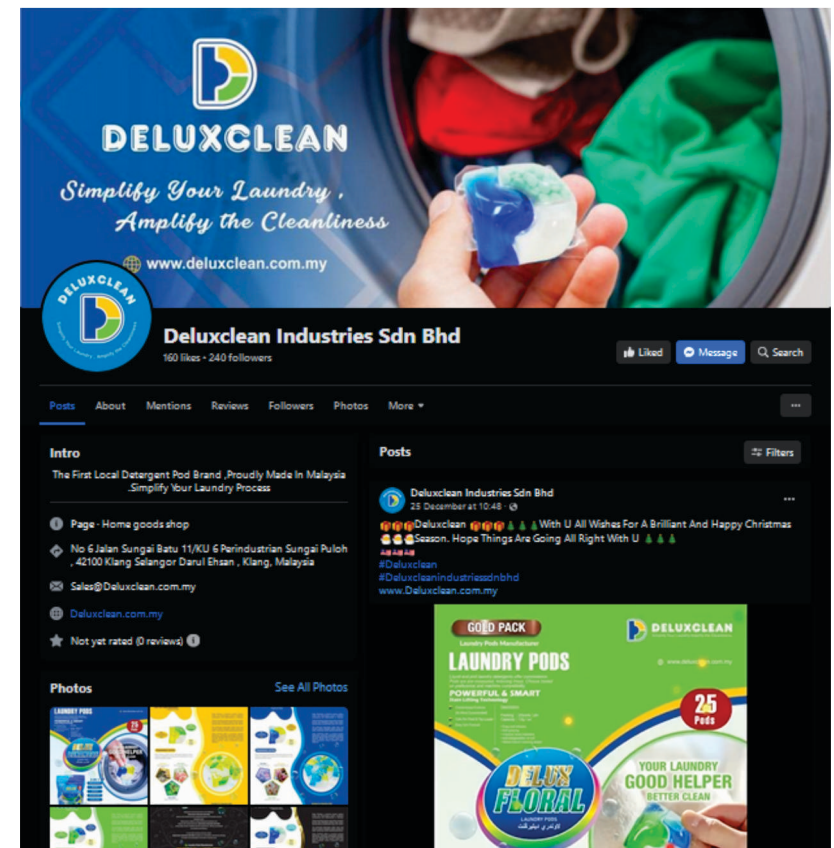 DELUXCLEAN
Simplify Your Laundry ,
Amplify the Cleanliness
www.deluxclean.com.my
DELUXCLEAN
Deluxclean Industries Sdn Bhd
160 likes • 240 followers
Liked
Message
Search
Posts About Mentions Reviews Followers Photos More
Intro
The First Local Detergent Pod Brand ,Proudly Made In Malaysia
.Simplify Your Laundry Process
Page · Home goods shop
No 6 Jalan Sungai Batu 11/KU 6 Perindustrian Sungai Puloh
, 42100 Klang Selangor Darul Ehsan , Klang, Malaysia
Sales@Deluxclean.com.my
Deluxclean.com.my
Not yet rated (0 reviews)
Photos
See All Photos
LAUNDRY PODS
25
Posts
Filters
Deluxclean Industries Sdn Bhd
25 December at 10:48 ·
🎁🎁🎁Deluxclean 🎁🎁🎁🎄🎄🎄With U All Wishes For A Brilliant And Happy Christmas
🎅🎅🎅Season. Hope Things Are Going All Right With U 🎄🎄🎄
🇲🇾🇲🇾🇲🇾
#Deluxclean
#Deluxcleanindustriessdnbhd
www.Deluxclean.com.my
GOLD PACK
DELUXCLEAN
Laundry Pods Manufacturer
LAUNDRY PODS
POWERFUL & SMART
25
Pods
DELUX
FLORAL
LAUNDRY PODS
YOUR LAUNDRY
GOOD HELPER
BETTER CLEAN